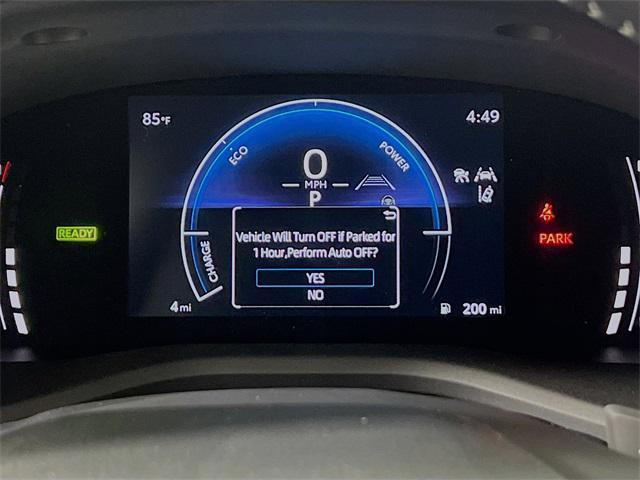 85°F
4:49
ECO
POWER
0
MPH
P
READY
CHARGE
Vehicle Will Turn OFF if Parked for
1 Hour,Perform Auto OFF?
YES
NO
PARK
4 mi
200 mi